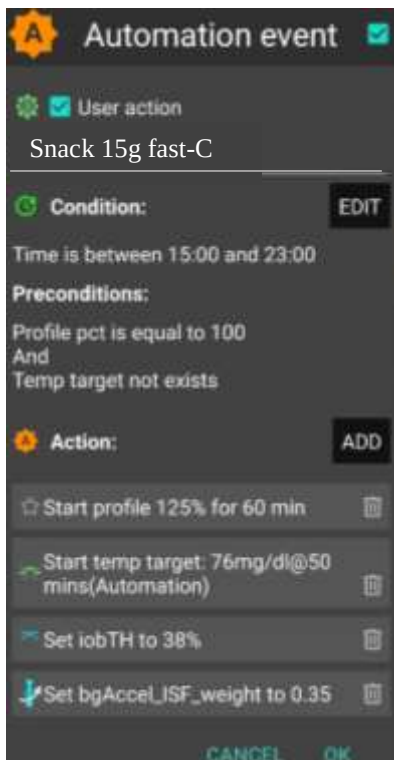 A Automation event
User action
Snack 15g fast-C
Condition:
EDIT
Time is between 15:00 and 23:00
Preconditions:
Profile pct is equal to 100
And
Temp target not exists
A Action:
ADD
Start profile 125% for 60 min
Start temp target: 76mg/dl@50
mins(Automation)
Set iobTH to 38%
Set bgAccel_ISF_weight to 0.35
CANCEL OK